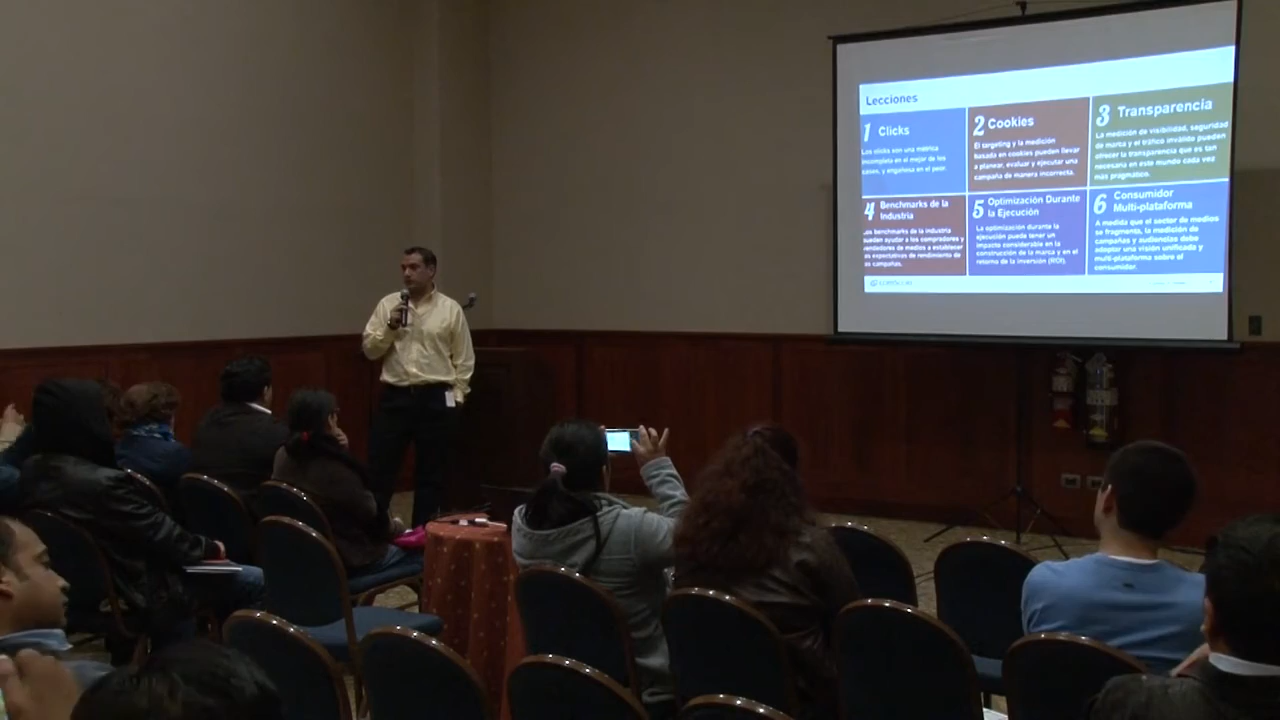 Lecciones
1 Clicks
Los clicks son una métrica
incompleta en el mejor de los
casos, y engañosa en el peor.
2 Cookies
El targeting y la medición
basada en cookies pueden llevar
a planear, evaluar y ejecutar una
campaña de manera incorrecta.
3 Transparencia
La medición de visibilidad, seguridad
de marca y el tráfico inválido pueden
ofrecer la transparencia que es tan
necesaria en este mundo cada vez
más pragmático.
4 Benchmarks de la
Industria
Los benchmarks de la industria
pueden ayudar a los compradores y
vendedores de medios a establecer
las expectativas de rendimiento de
las campañas.
5 Optimización Durante
la Ejecución
La optimización durante la
ejecución puede tener un
impacto considerable en la
construcción de la marca y en el
retorno de la inversión (ROI).
6 Consumidor
Multi-plataforma
A medida que el sector de medios
se fragmenta, la medición de
campañas y audiencias debe
adoptar una visión unificada y
multi-plataforma sobre el
consumidor.